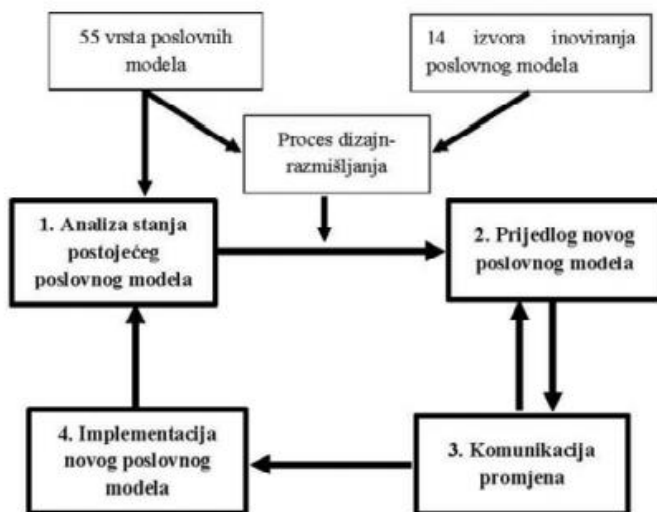 55 vrsta poslovnih
modela
14 izvora inoviranja
poslovnog modela
Proces dizajn-
razmišljanja
1. Analiza stanja
postojećeg
poslovnog modela
2. Prijedlog novog
poslovnog modela
4. Implementacija
novog poslovnog
modela
3. Komunikacija
promjena